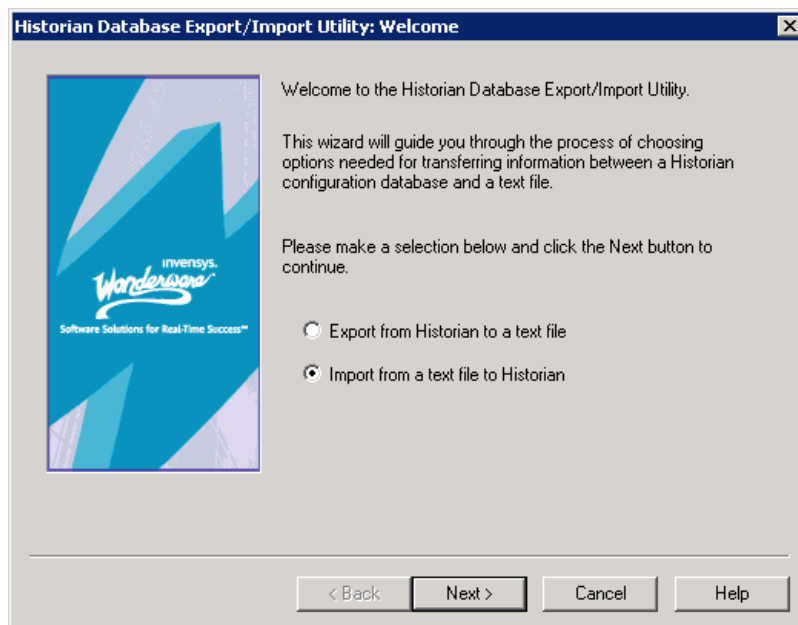 Historian Database Export/Import Utility: Welcome
Welcome to the Historian Database Export/Import Utility.
This wizard will guide you through the process of choosing
options needed for transferring information between a Historian
configuration database and a text file.
Please make a selection below and click the Next button to
continue.
invensys.
Wonderware
Software Solutions for Real-Time Success℠
Export from Historian to a text file
Import from a text file to Historian
< Back
Next >
Cancel
Help